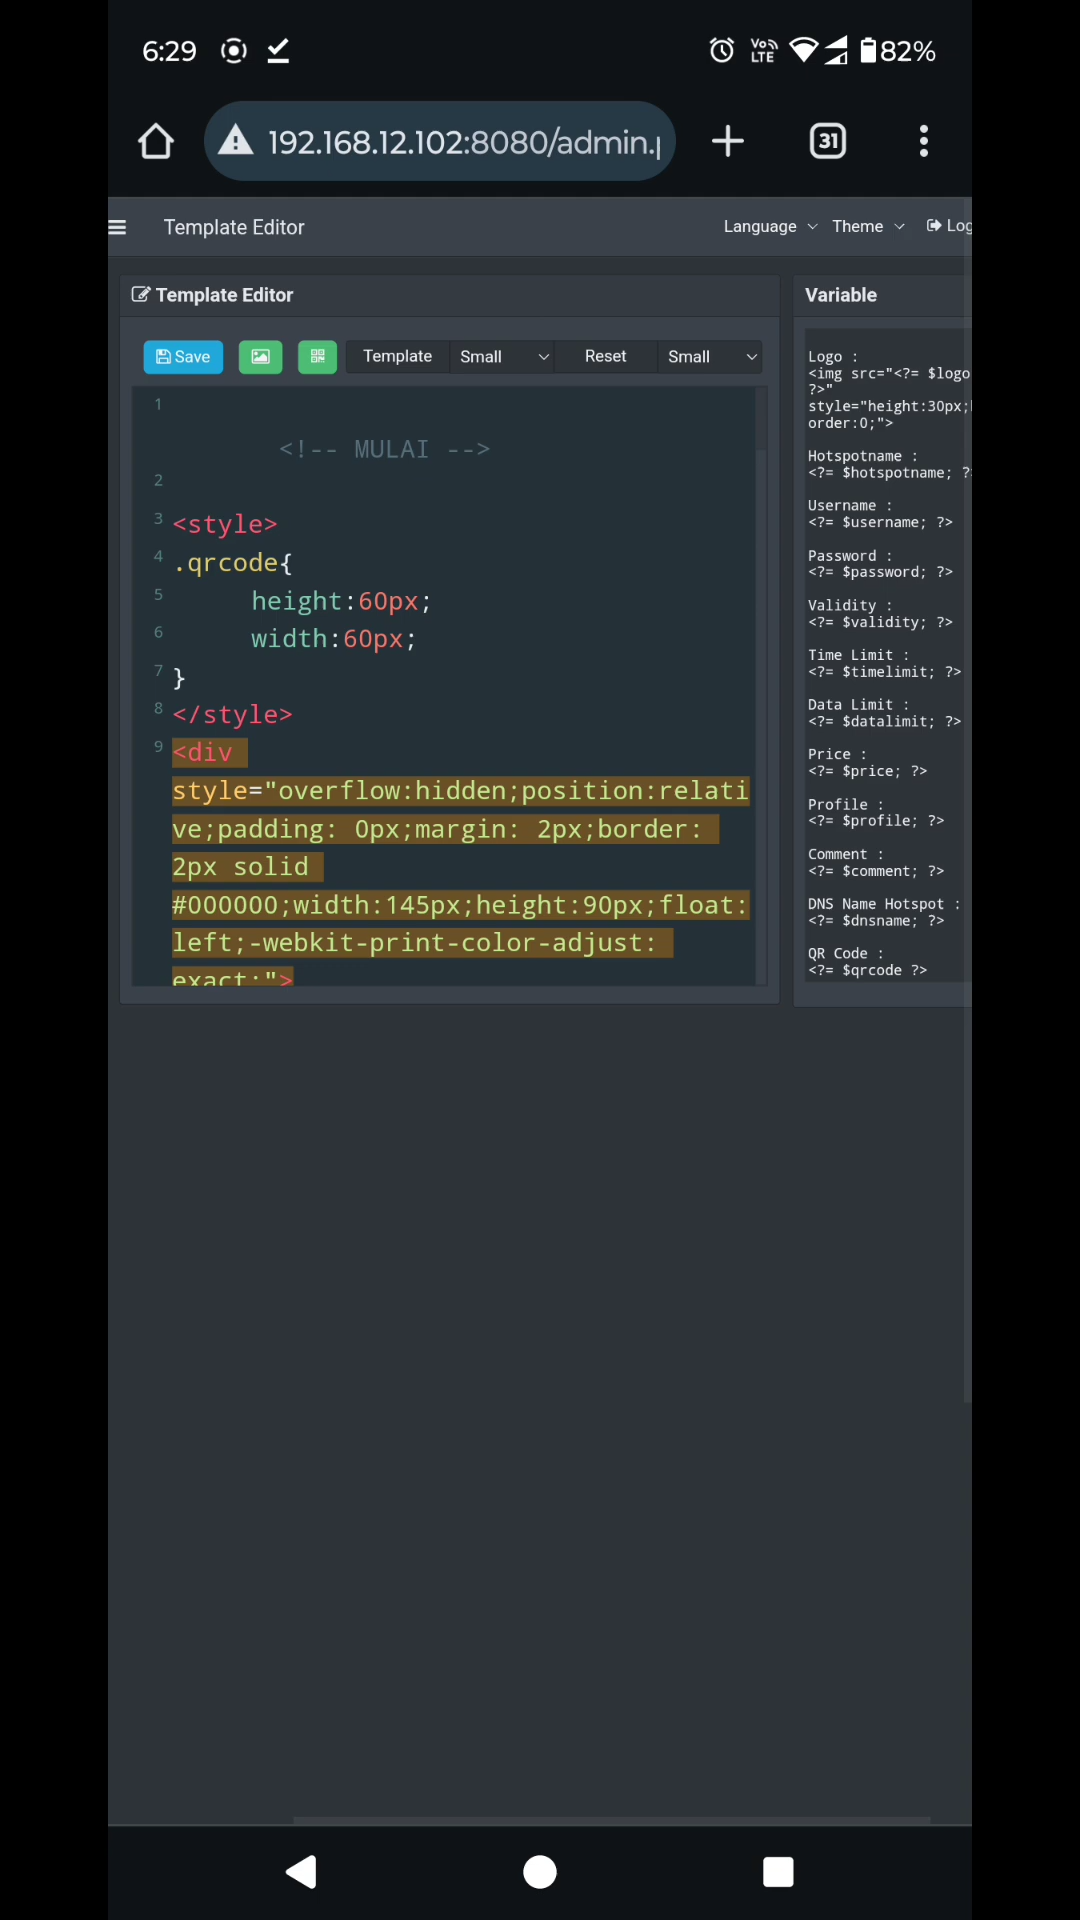 6:29
Vo LTE
82%
192.168.12.102:8080/admin.p
31
Template Editor
Language
Theme
Log
Template Editor
Save
Template
Small
Reset
Small
1
<!-- MULAI -->
2
3 <style>
4 .qrcode{
5 height:60px;
6 width:60px;
7 }
8 </style>
9 <div
style="overflow:hidden;position:relati
ve;padding: 0px;margin: 2px;border:
2px solid
#000000;width:145px;height:90px;float:
left;-webkit-print-color-adjust:
exact;">
Variable
Logo :
<img src="<?= $logo
?>"
style="height:30px;b
order:0;">
Hotspotname :
<?= $hotspotname; ?>
Username :
<?= $username; ?>
Password :
<?= $password; ?>
Validity :
<?= $validity; ?>
Time Limit :
<?= $timelimit; ?>
Data Limit :
<?= $datalimit; ?>
Price :
<?= $price; ?>
Profile :
<?= $profile; ?>
Comment :
<?= $comment; ?>
DNS Name Hotspot :
<?= $dnsname; ?>
QR Code :
<?= $qrcode ?>